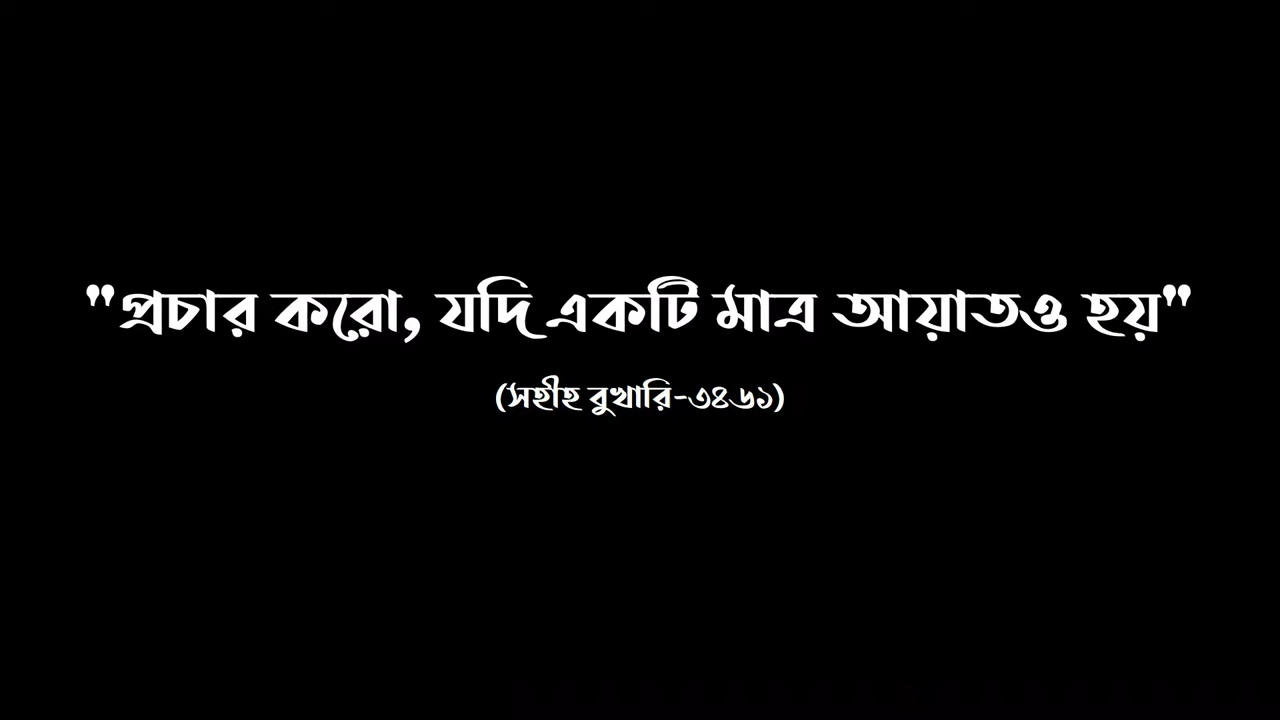 "প্রচার করো, যদি একটি মাত্র আয়াতও হয়"
(সহীহ বুখারি-৩৪৬১)